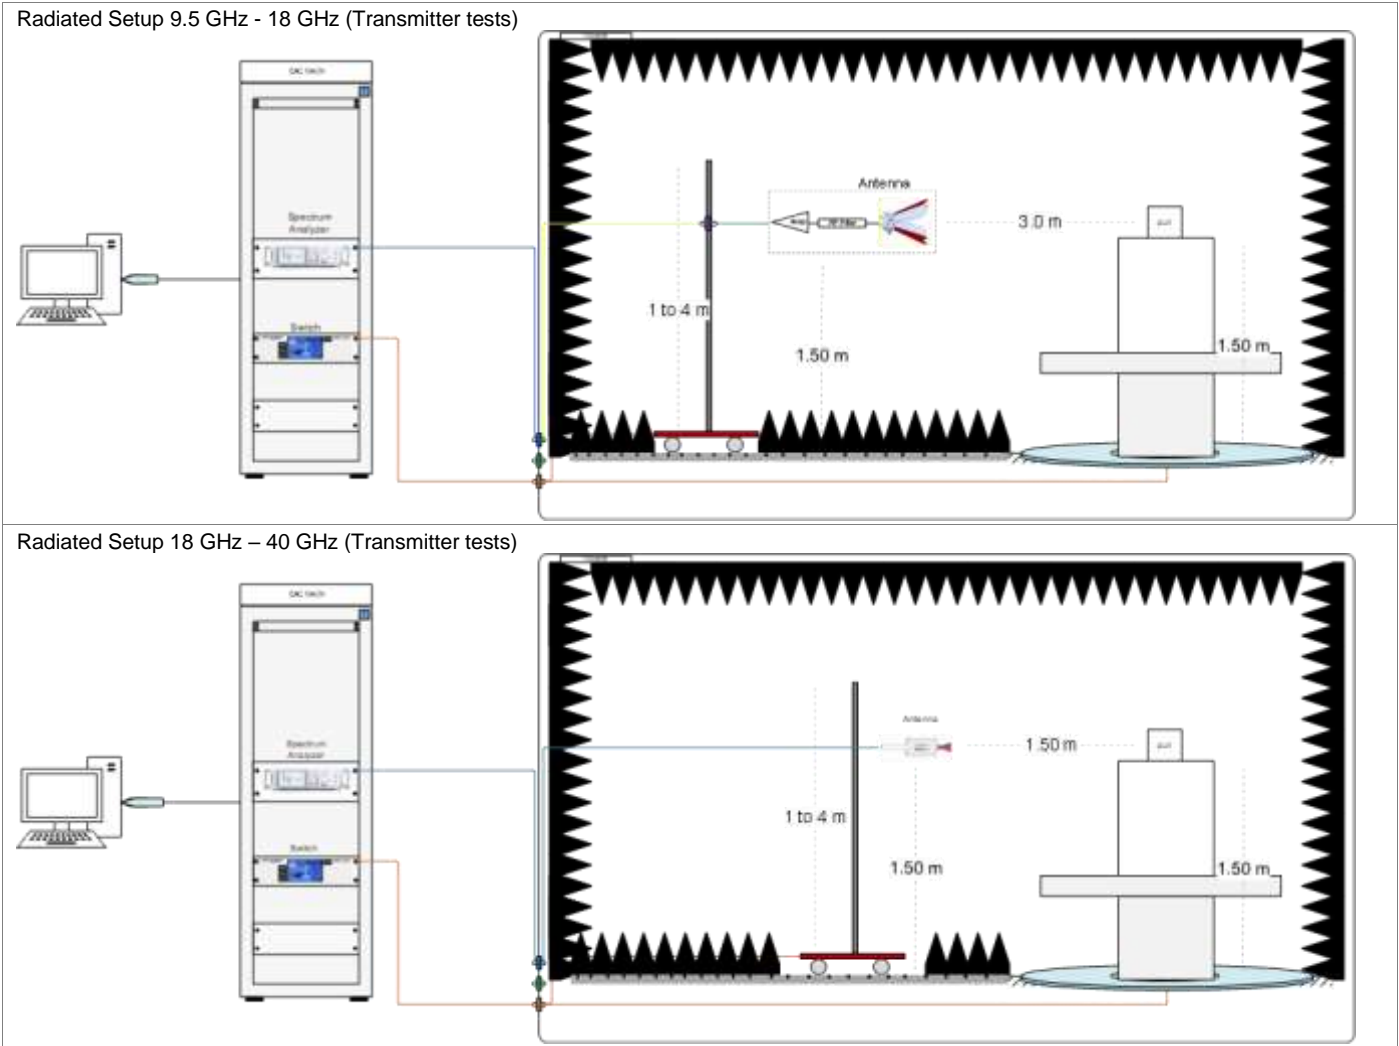 Radiated Setup 9.5 GHz - 18 GHz (Transmitter tests)
Spectrum
Analyzer
Switch
Antenna
3.0 m
EUT
1 to 4 m
1.50 m
1.50 m
Radiated Setup 18 GHz – 40 GHz (Transmitter tests)
Spectrum
Analyzer
Switch
Antenna
1.50 m
EUT
1 to 4 m
1.50 m
1.50 m